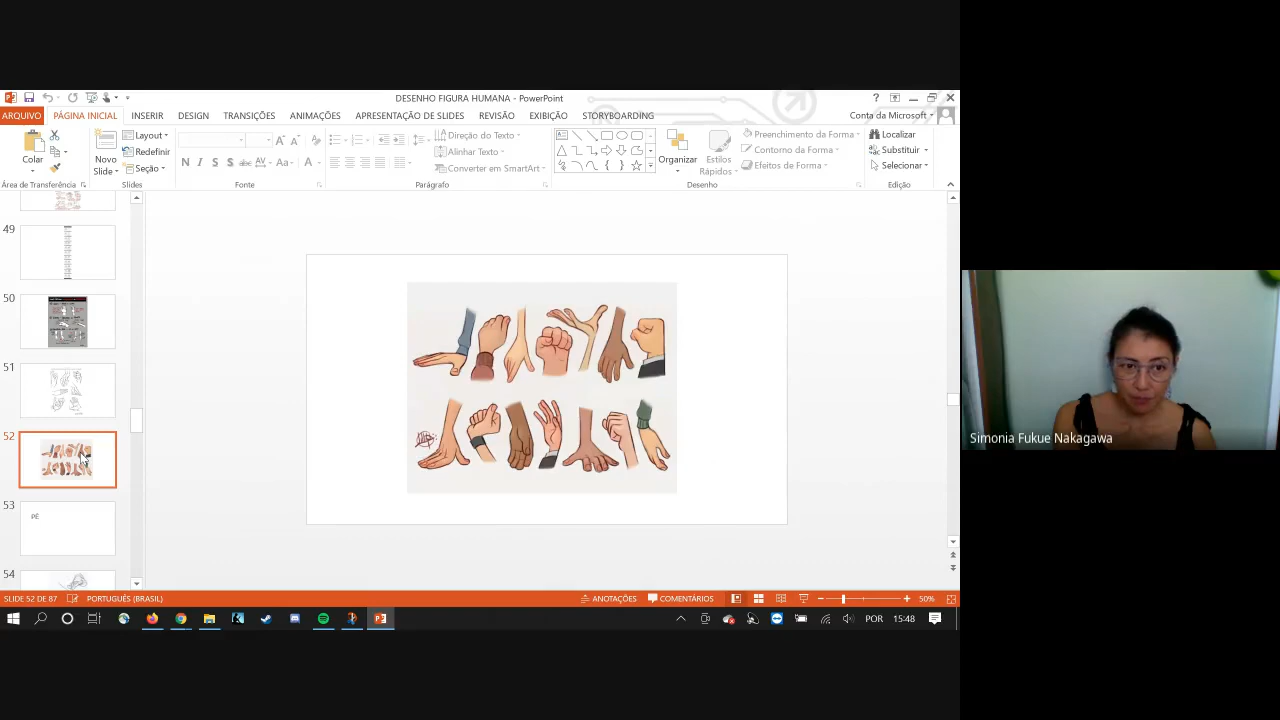 DESENHO FIGURA HUMANA - PowerPoint
ARQUIVO PÁGINA INICIAL INSERIR DESIGN TRANSIÇÕES ANIMAÇÕES APRESENTAÇÃO DE SLIDES REVISÃO EXIBIÇÃO STORYBOARDING Conta da Microsoft
Colar
Novo
Slide
Layout
Redefinir
Seção
N I S S abc AV Aa A
Direção do Texto
Alinhar Texto
Converter em SmartArt
Organizar
Estilos
Rápidos
Preenchimento da Forma
Contorno da Forma
Efeitos de Forma
Localizar
Substituir
Selecionar
Área de Transferência Slides Fonte Parágrafo Desenho Edição
49
50
51
52
53
PÉ
54
Simonia Fukue Nakagawa
SLIDE 52 DE 87 PORTUGUÊS (BRASIL) ANOTAÇÕES COMENTÁRIOS 50%
POR 15:48